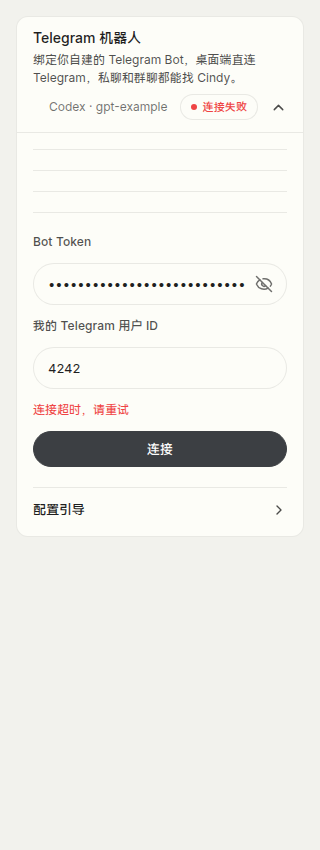 Telegram 机器人
绑定你自建的 Telegram Bot，桌面端直连
Telegram，私聊和群聊都能找 Cindy。
Codex · gpt-example
连接失败
Bot Token
••••••••••••••••••••••••••••
我的 Telegram 用户 ID
4242
连接超时，请重试
连接
配置引导